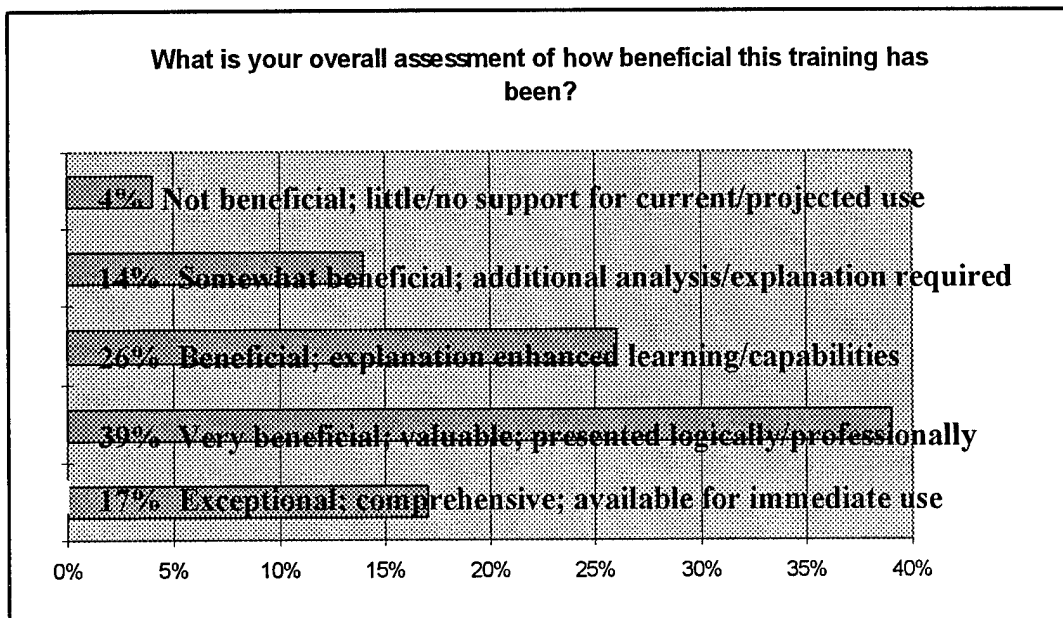 What is your overall assessment of how beneficial this training has
been?
4% Not beneficial; little/no support for current/projected use
14% Somewhat beneficial; additional analysis/explanation required
26% Beneficial; explanation enhanced learning/capabilities
39% Very beneficial; valuable; presented logically/professionally
17% Exceptional; comprehensive; available for immediate use
0% 5% 10% 15% 20% 25% 30% 35% 40%